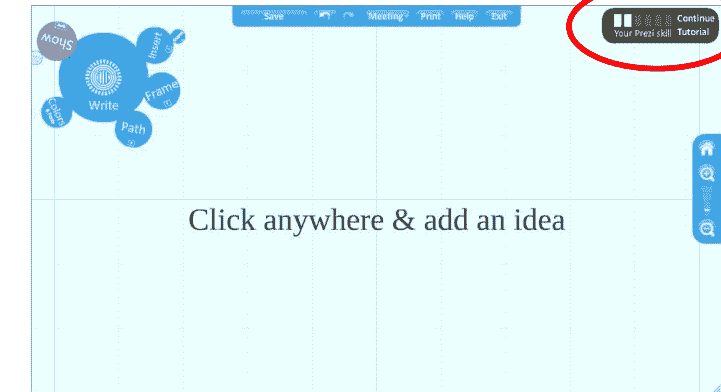 Save Meeting Print Help Exit
Continue
Your Prezi skill Tutorial
Show
Insert
Write
Frame
Colors
Path
Click anywhere & add an idea